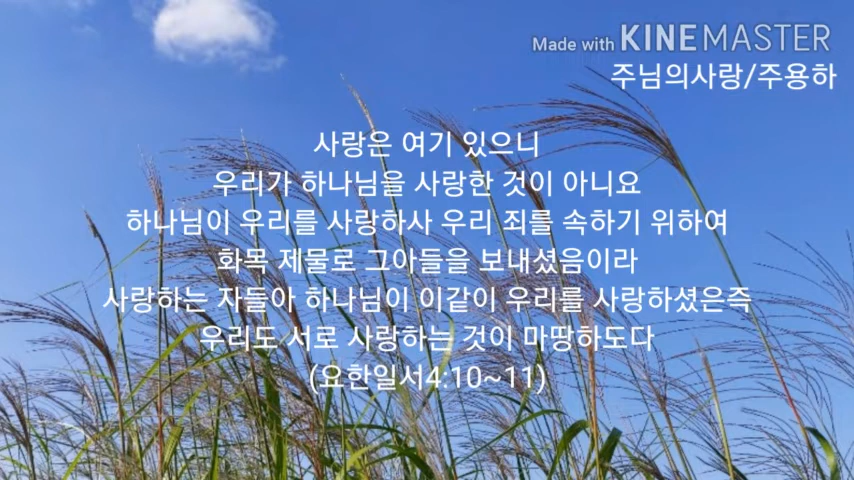 Made with KINEMASTER
주님의사랑/주용하
사랑은 여기 있으니
우리가 하나님을 사랑한 것이 아니요
하나님이 우리를 사랑하사 우리 죄를 속하기 위하여
화목 제물로 그아들을 보내셨음이라
사랑하는 자들아 하나님이 이같이 우리를 사랑하셨은즉
우리도 서로 사랑하는 것이 마땅하도다
(요한일서4:10~11)